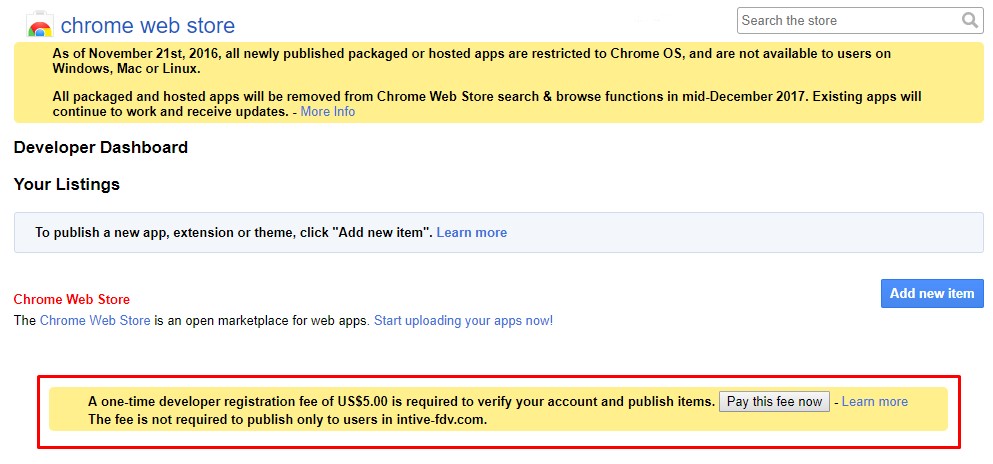 chrome web store
Search the store
As of November 21st, 2016, all newly published packaged or hosted apps are restricted to Chrome OS, and are not available to users on
Windows, Mac or Linux.
All packaged and hosted apps will be removed from Chrome Web Store search & browse functions in mid-December 2017. Existing apps will
continue to work and receive updates. - More Info
Developer Dashboard
Your Listings
To publish a new app, extension or theme, click "Add new item". Learn more
Chrome Web Store
Add new item
The Chrome Web Store is an open marketplace for web apps. Start uploading your apps now!
A one-time developer registration fee of US$5.00 is required to verify your account and publish items. Pay this fee now - Learn more
The fee is not required to publish only to users in intive-fdv.com.